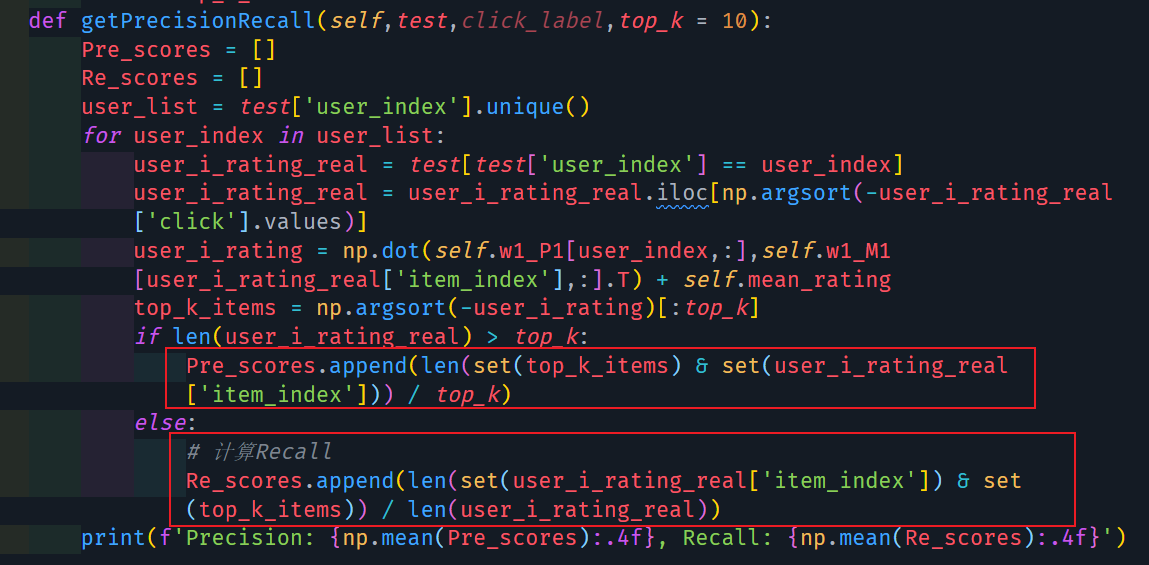 def getPrecisionRecall(self,test,click_label,top_k = 10):
Pre_scores = []
Re_scores = []
user_list = test['user_index'].unique()
for user_index in user_list:
user_i_rating_real = test[test['user_index'] == user_index]
user_i_rating_real = user_i_rating_real.iloc[np.argsort(-user_i_rating_real
['click'].values)]
user_i_rating = np.dot(self.w1_P1[user_index,:],self.w1_M1
[user_i_rating_real['item_index'],:].T) + self.mean_rating
top_k_items = np.argsort(-user_i_rating)[:top_k]
if len(user_i_rating_real) > top_k:
Pre_scores.append(len(set(top_k_items) & set(user_i_rating_real
['item_index'])) / top_k)
else:
# 计算Recall
Re_scores.append(len(set(user_i_rating_real['item_index']) & set
(top_k_items)) / len(user_i_rating_real))
print(f'Precision: {np.mean(Pre_scores):.4f}, Recall: {np.mean(Re_scores):.4f}')